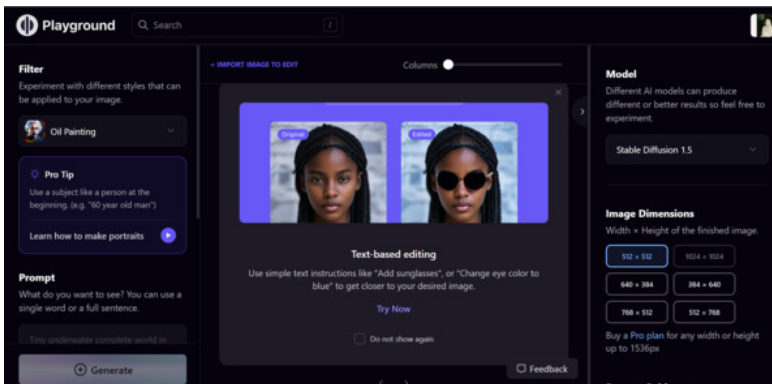 Playground
Search
/
Filter
Experiment with different styles that can
be applied to your image.
Oil Painting
Pro Tip
Use a subject like a person at the
beginning. (e.g. "60 year old man")
Learn how to make portraits
Prompt
What do you want to see? You can use a
single word or a full sentence.
Tiny underwater complete world in
Generate
+ IMPORT IMAGE TO EDIT
Columns
Original
Edited
Text-based editing
Use simple text instructions like "Add sunglasses", or "Change eye color to
blue" to get closer to your desired image.
Try Now
Do not show again
Feedback
Model
Different AI models can produce
different or better results so feel free to
experiment.
Stable Diffusion 1.5
Image Dimensions
Width × Height of the finished image.
512 × 512
1024 × 1024
640 × 384
384 × 640
768 × 512
512 × 768
Buy a Pro plan for any width or height
up to 1536px